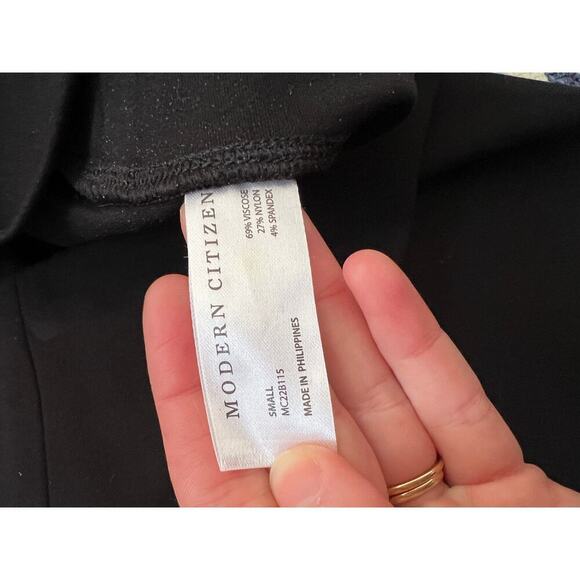 MODERN CITIZEN
69% VISCOSE
27% NYLON
4% SPANDEX
SMALL
MC22B115
MADE IN PHILIPPINES